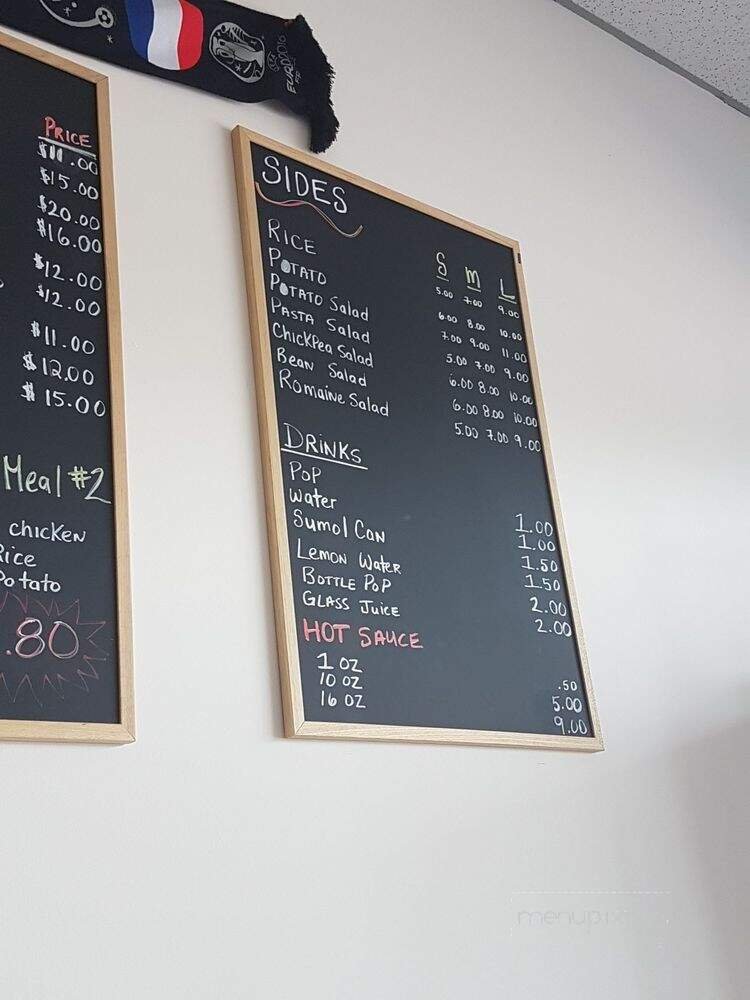 UEFA
EURO2016
PRICE
$11.00
$15.00
$20.00
$16.00
$12.00
$12.00
$11.00
$12.00
$15.00
Meal #2
chicken
Rice
Potato
.80
SIDES
S M L
RICE 5.00 7.00 9.00
POTATO 6.00 8.00 10.00
POTATO Salad 7.00 9.00 11.00
PASTA Salad 5.00 7.00 9.00
ChickPea Salad 6.00 8.00 10.00
Bean Salad 6.00 8.00 10.00
Romaine Salad 5.00 7.00 9.00
DRINKS
POP 1.00
Water 1.00
Sumol Can 1.50
Lemon Water 1.50
BOTTLE POP 2.00
GLASS JUICE 2.00
HOT SAUCE
1 OZ .50
10 OZ 5.00
16 OZ 9.00